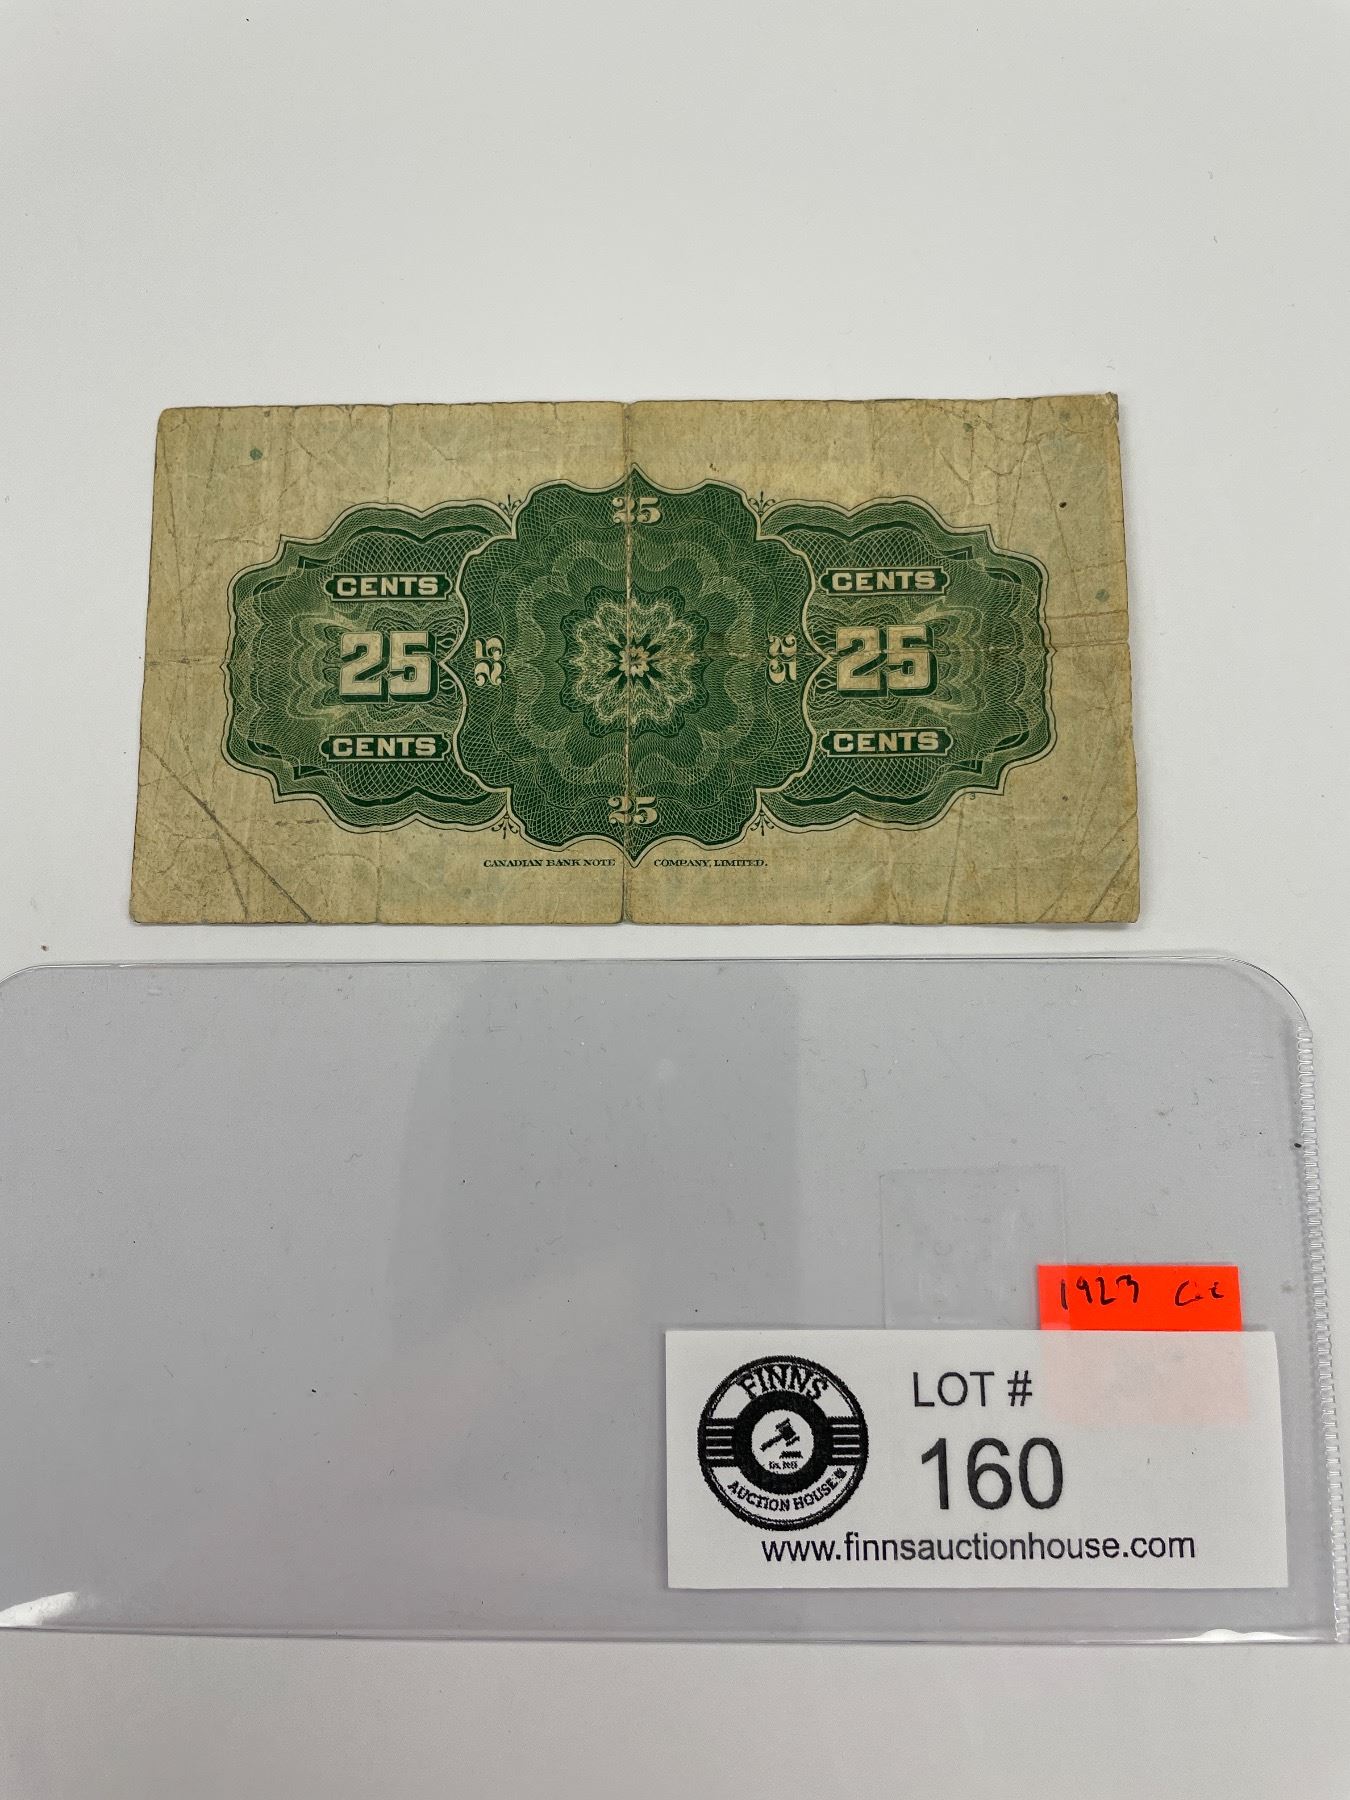 25
CENTS CENTS
25 25 25 25
CENTS CENTS
25
CANADIAN BANK NOTE COMPANY, LIMITED.
1923
FINNS
AUCTION HOUSE
LOT #
160
www.finnsauctionhouse.com